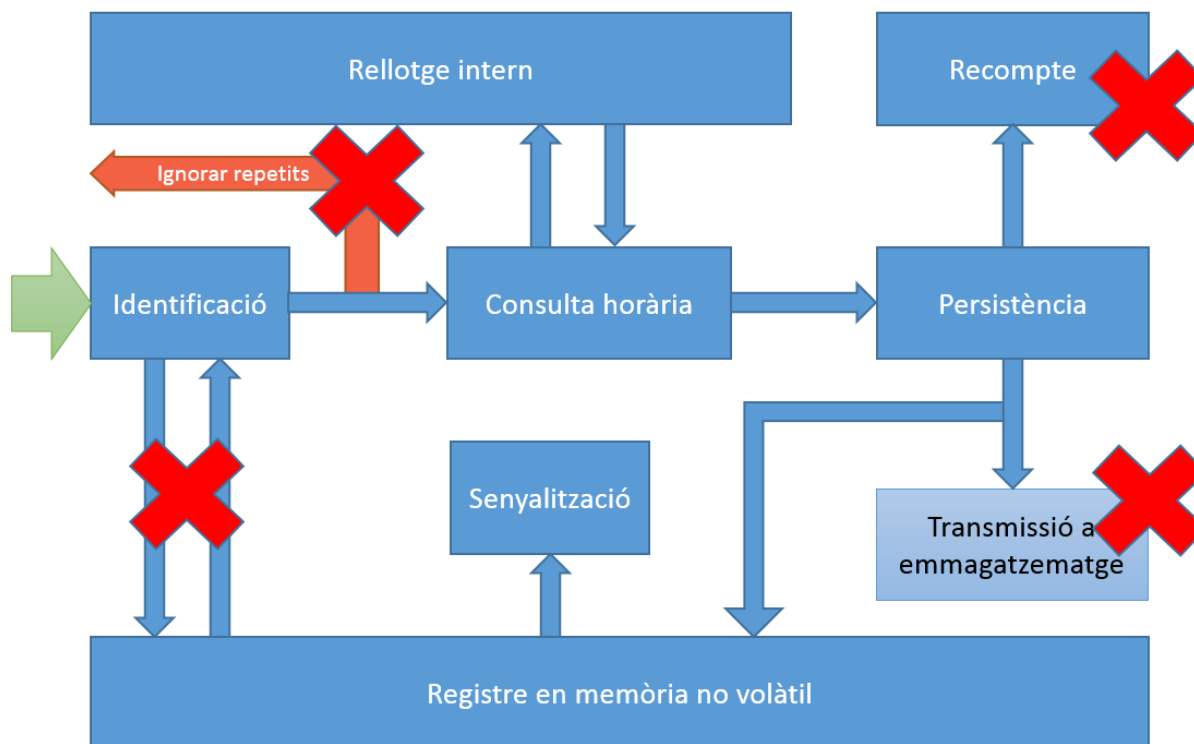 Rellotge intern
Recompte
Ignorar repetits
Identificació
Consulta horària
Persistència
Senyalització
Transmissió a
emmagatzematge
Registre en memòria no volàtil